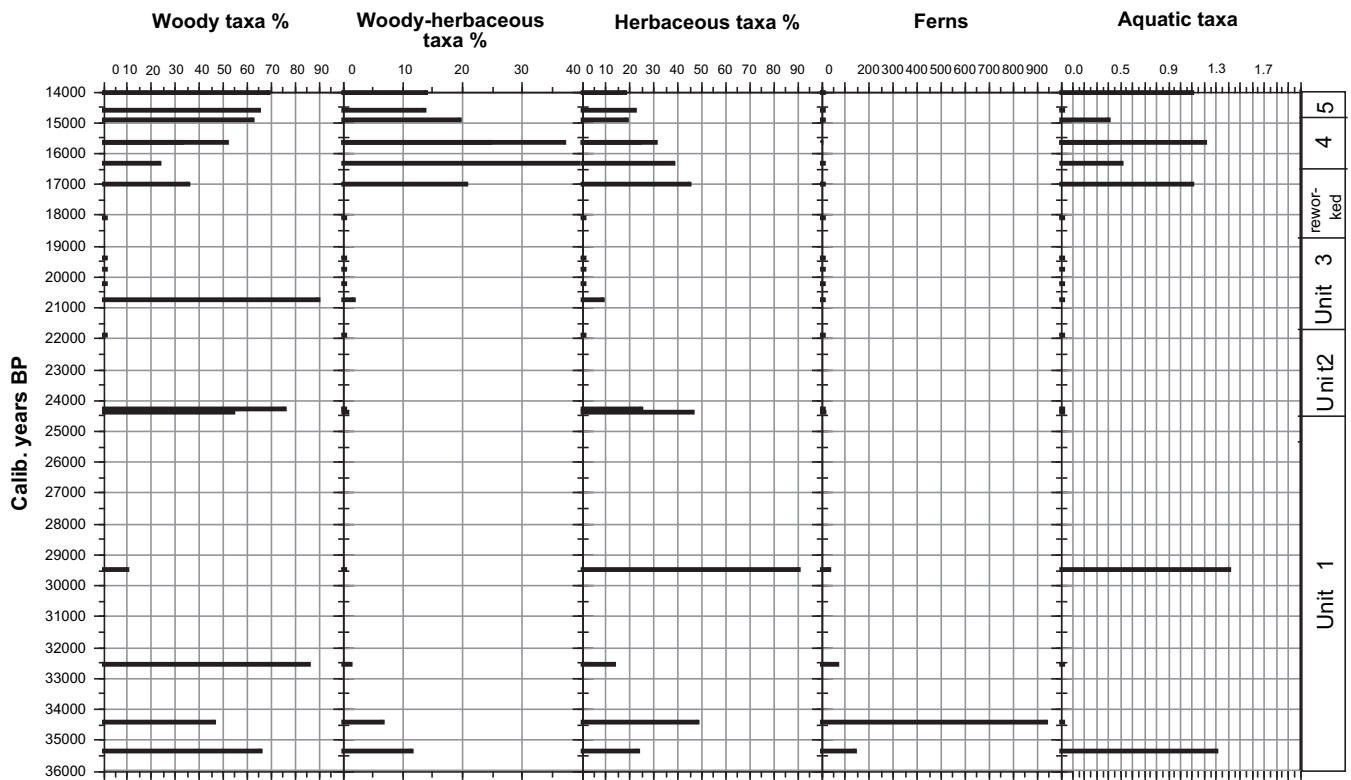 Woody taxa %
Woody-herbaceous
taxa %
Herbaceous taxa %
Ferns
Aquatic taxa
0 10 20 30 40 50 60 70 80 90
0 10 20 30 40
0 10 20 30 40 50 60 70 80 90
0 200 300 400 500 600 700 800 900
0.0 0.5 0.9 1.3 1.7
Calib. years BP
14000
15000
16000
17000
18000
19000
20000
21000
22000
23000
24000
25000
26000
27000
28000
29000
30000
31000
32000
33000
34000
35000
36000
5
4
rewor-
ked
Unit 3
Unit2
Unit 1